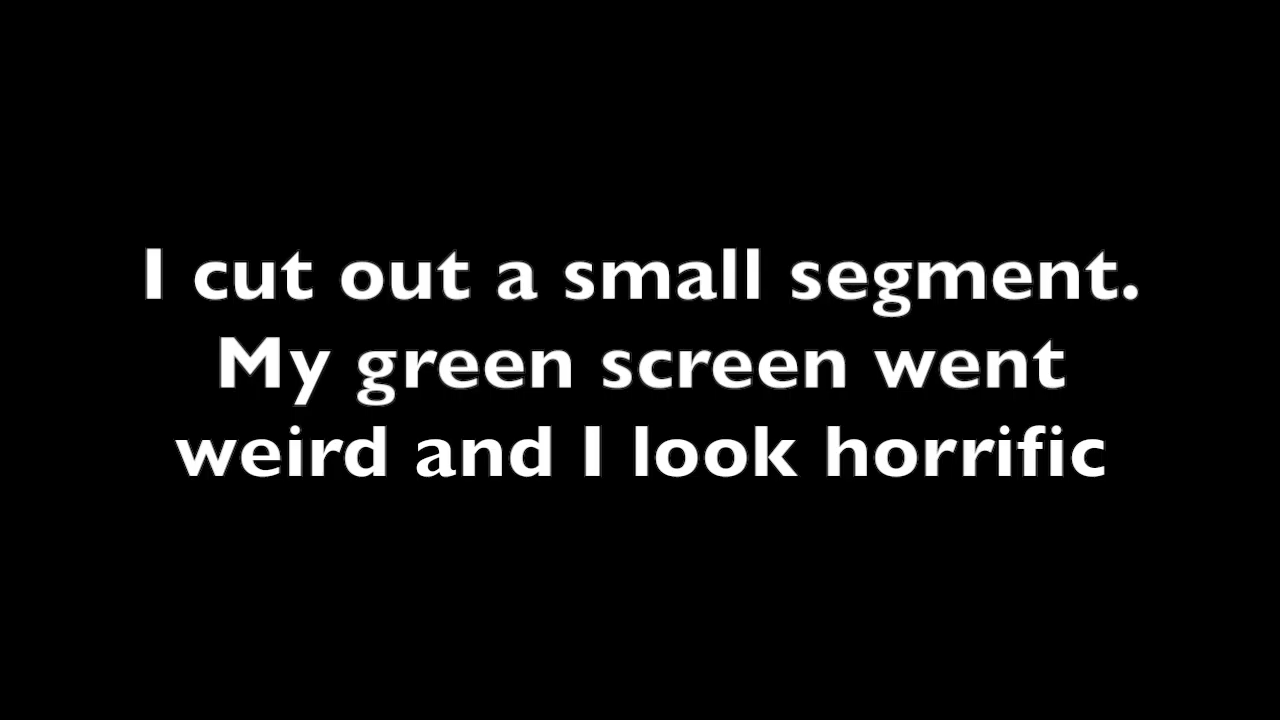 I cut out a small segment.
My green screen went
weird and I look horrific